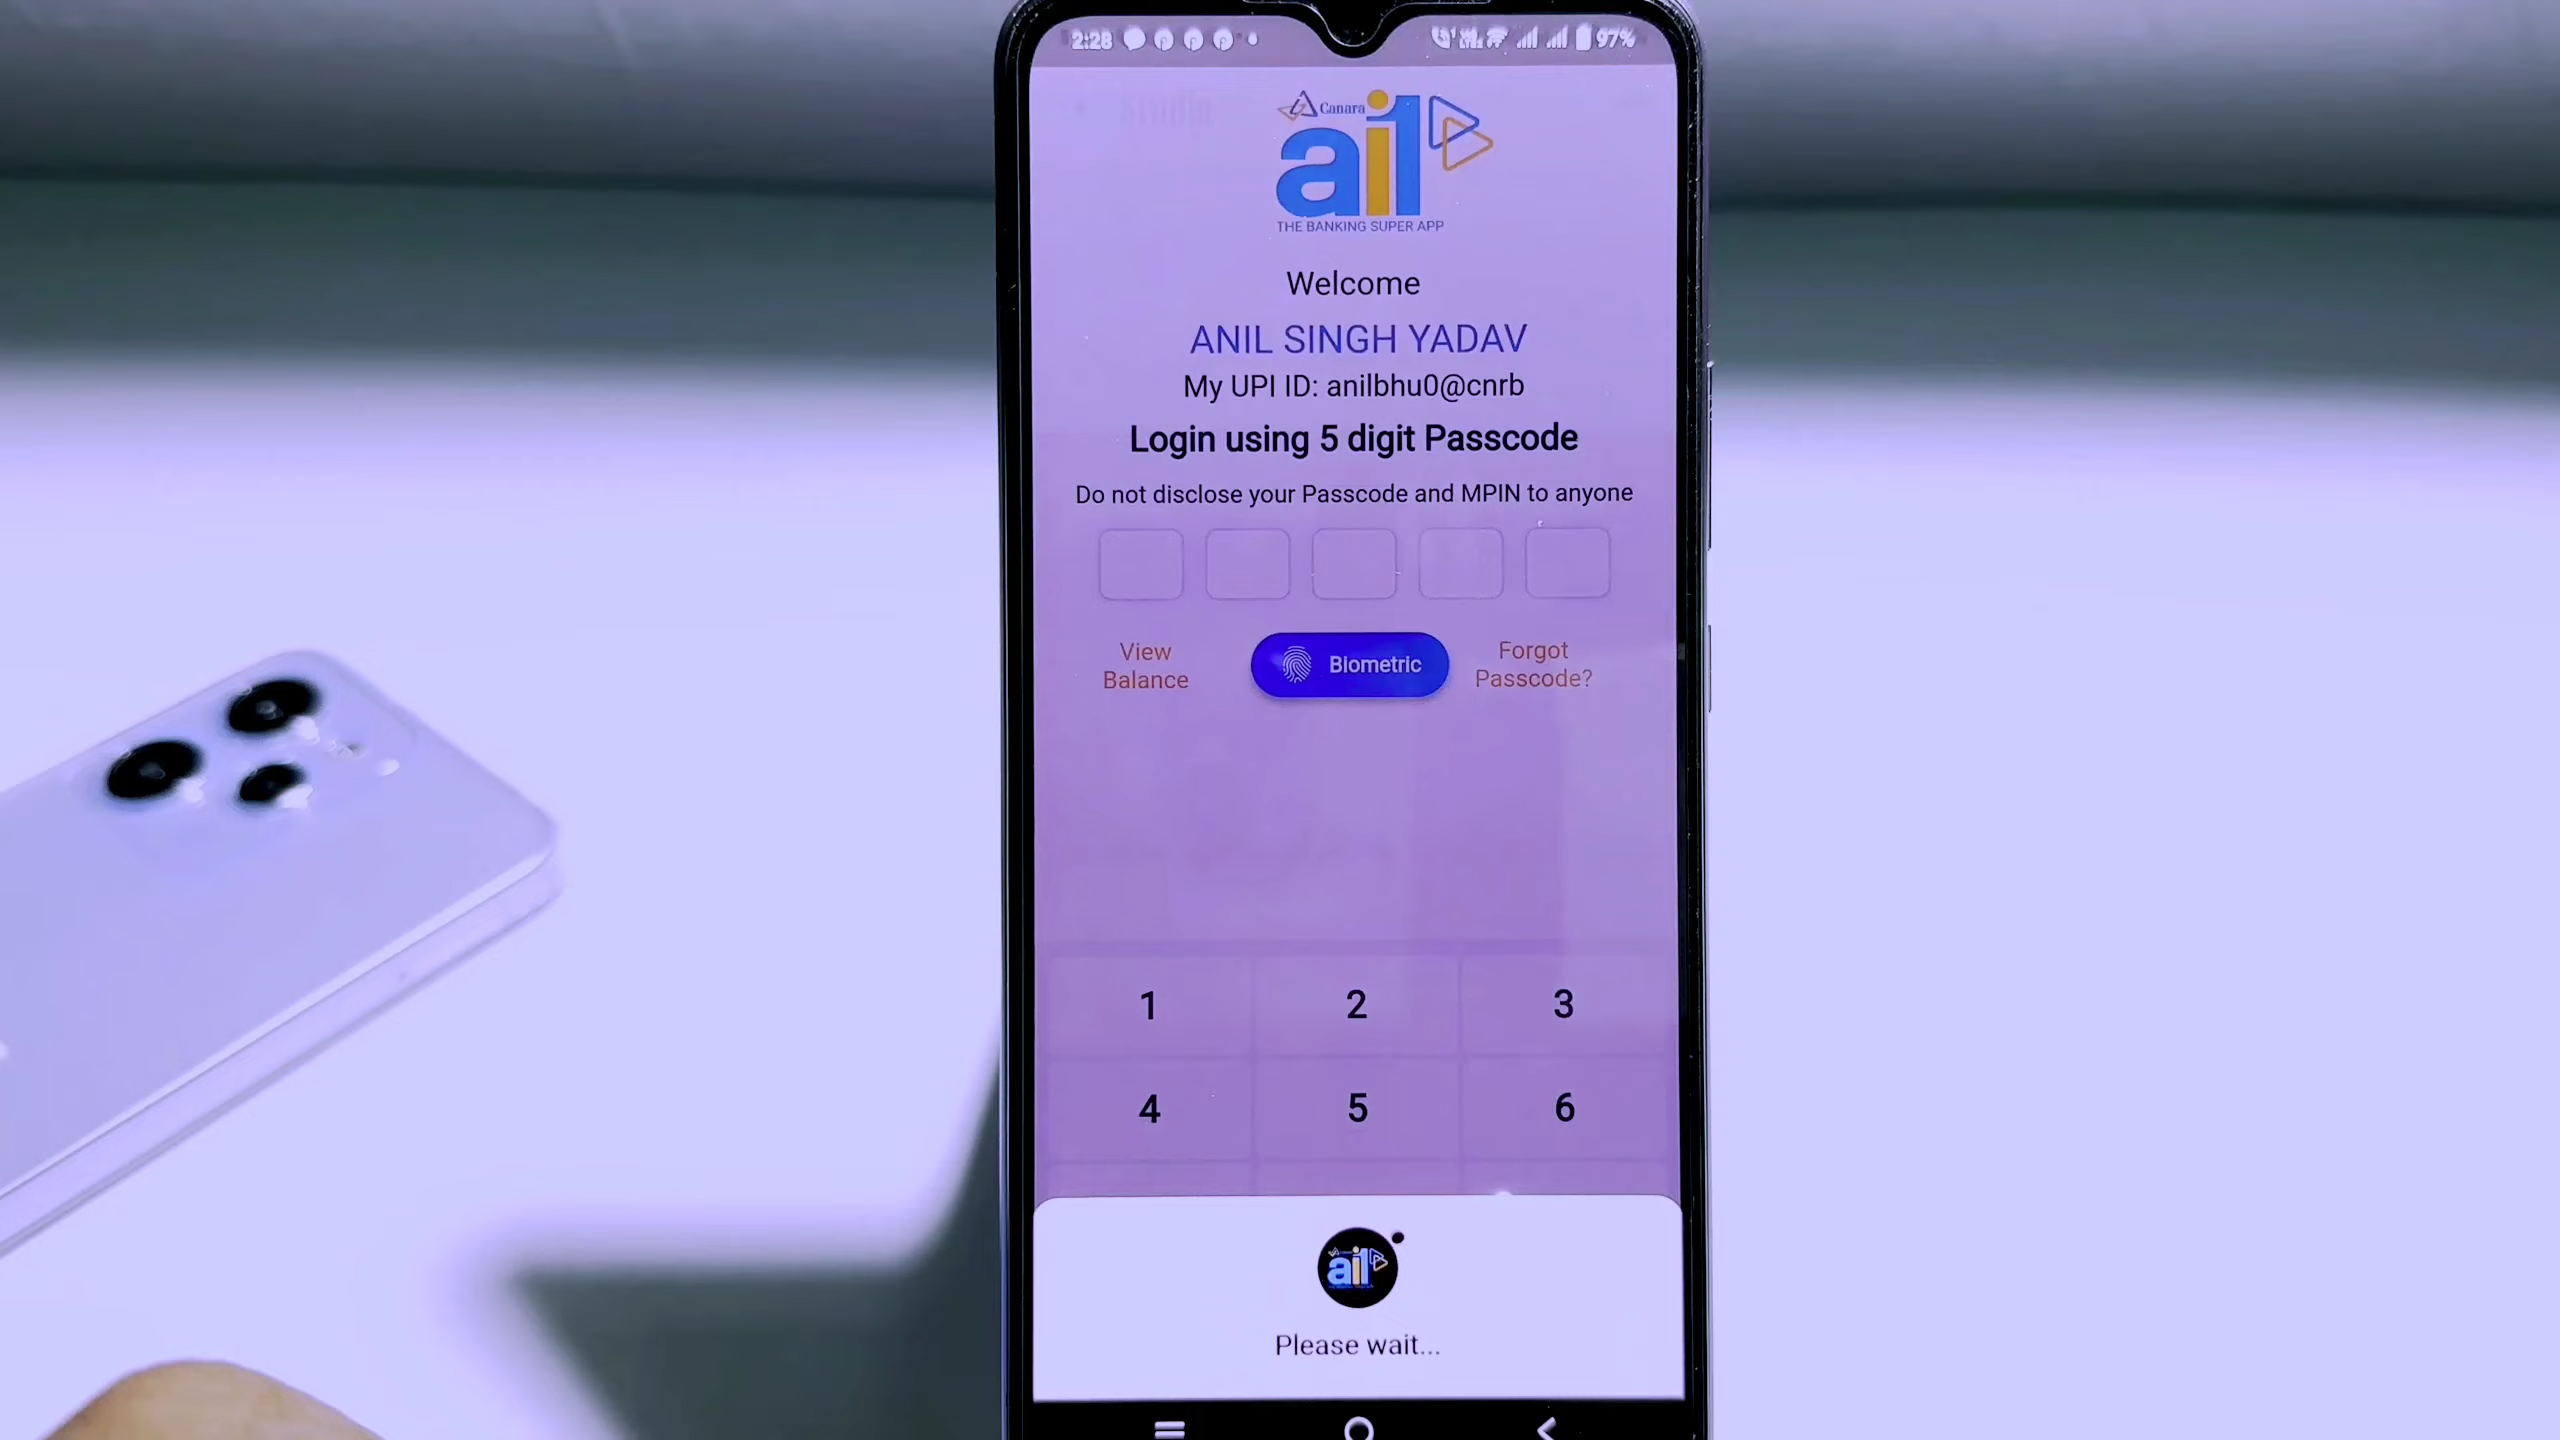 2:28
97%
Canara
ai1
THE BANKING SUPER APP
Welcome
ANIL SINGH YADAV
My UPI ID: anilbhu0@cnrb
Login using 5 digit Passcode
Do not disclose your Passcode and MPIN to anyone
View Balance
Biometric
Forgot Passcode?
1 2 3
4 5 6
ai1
Please wait...